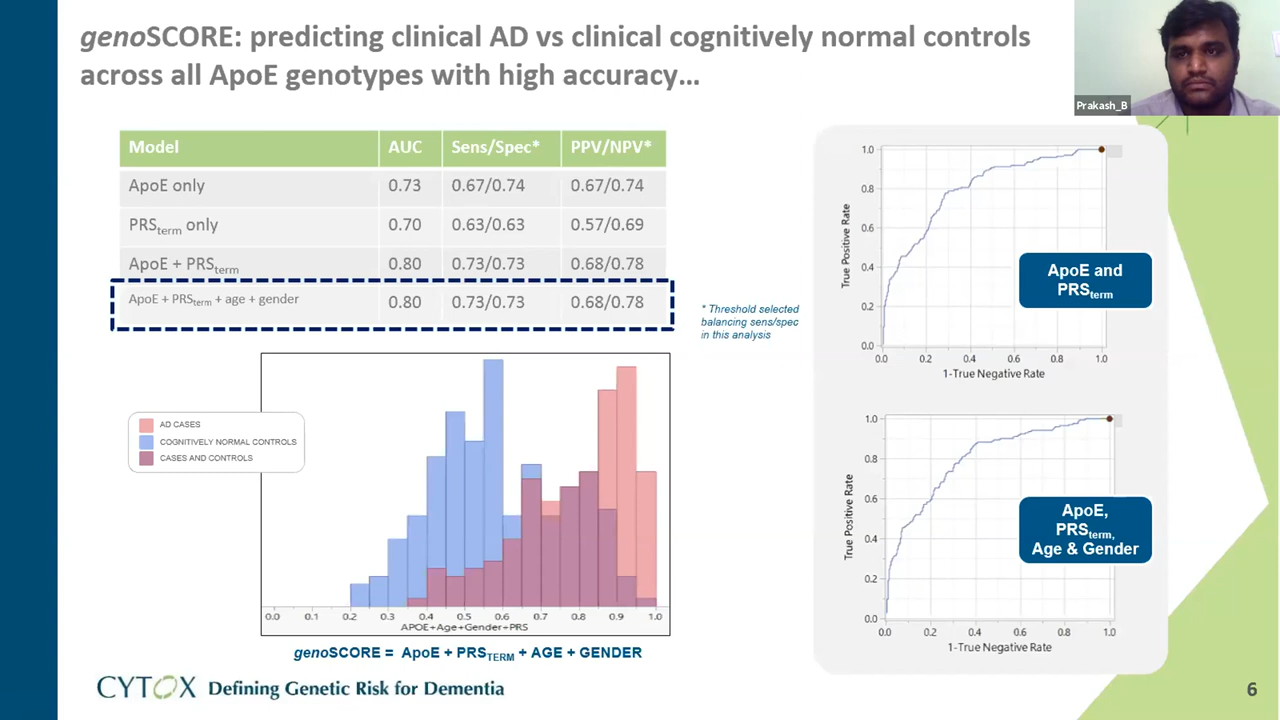 genoSCORE: predicting clinical AD vs clinical cognitively normal controls
across all ApoE genotypes with high accuracy…
Prakash_B
Model AUC Sens/Spec* PPV/NPV*
ApoE only 0.73 0.67/0.74 0.67/0.74
PRSterm only 0.70 0.63/0.63 0.57/0.69
ApoE + PRSterm 0.80 0.73/0.73 0.68/0.78
ApoE + PRSterm + age + gender 0.80 0.73/0.73 0.68/0.78
* Threshold selected
balancing sens/spec
in this analysis
AD CASES
COGNITIVELY NORMAL CONTROLS
CASES AND CONTROLS
0.0 0.1 0.2 0.3 0.4 0.5 0.6 0.7 0.8 0.9 1.0
APOE+Age+Gender+PRS
genoSCORE = ApoE + PRSTERM + AGE + GENDER
True Positive Rate
1.0
0.8
0.6
0.4
0.2
0.0
0.0 0.2 0.4 0.6 0.8 1.0
1-True Negative Rate
ApoE and
PRSterm
True Positive Rate
1.0
0.8
0.6
0.4
0.2
0.0
0.0 0.2 0.4 0.6 0.8 1.0
1-True Negative Rate
ApoE,
PRSterm,
Age & Gender
CYTOX Defining Genetic Risk for Dementia
6